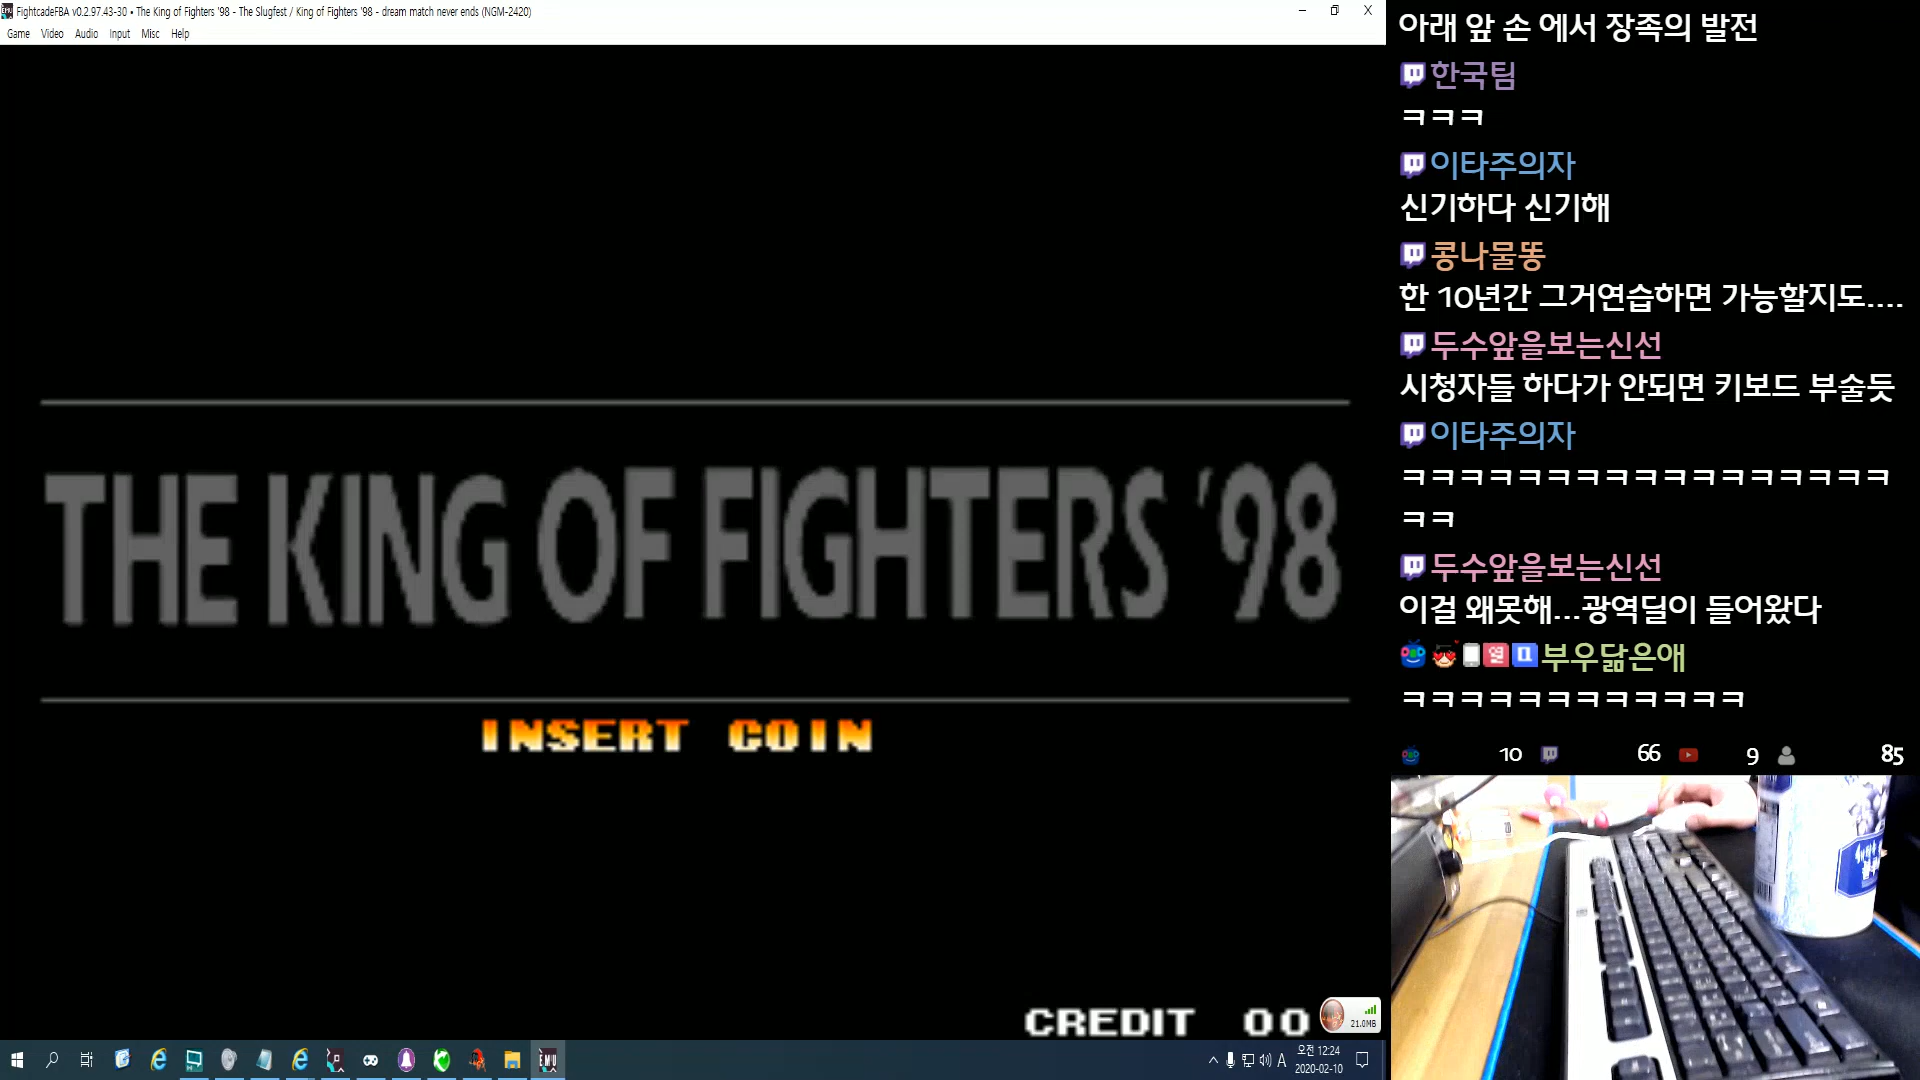 FightcadeFBA v0.2.97.43-30 • The King of Fighters '98 - The Slugfest / King of Fighters '98 - dream match never ends (NGM-2420)
Game Video Audio Input Misc Help
THE KING OF FIGHTERS '98
INSERT COIN
CREDIT 00
21.0MB
EMU
A
오전 12:24
2020-02-10
아래 앞 손 에서 장족의 발전
한국팀
ㅋㅋㅋ
이타주의자
신기하다 신기해
콩나물똥
한 10년간 그거연습하면 가능할지도....
두수앞을보는신선
시청자들 하다가 안되면 키보드 부술듯
이타주의자
ㅋㅋㅋㅋㅋㅋㅋㅋㅋㅋㅋㅋㅋㅋㅋㅋㅋ
ㅋㅋ
두수앞을보는신선
이걸 왜못해...광역딜이 들어왔다
열 부우닮은애
ㅋㅋㅋㅋㅋㅋㅋㅋㅋㅋㅋㅋ
10 66 9 85